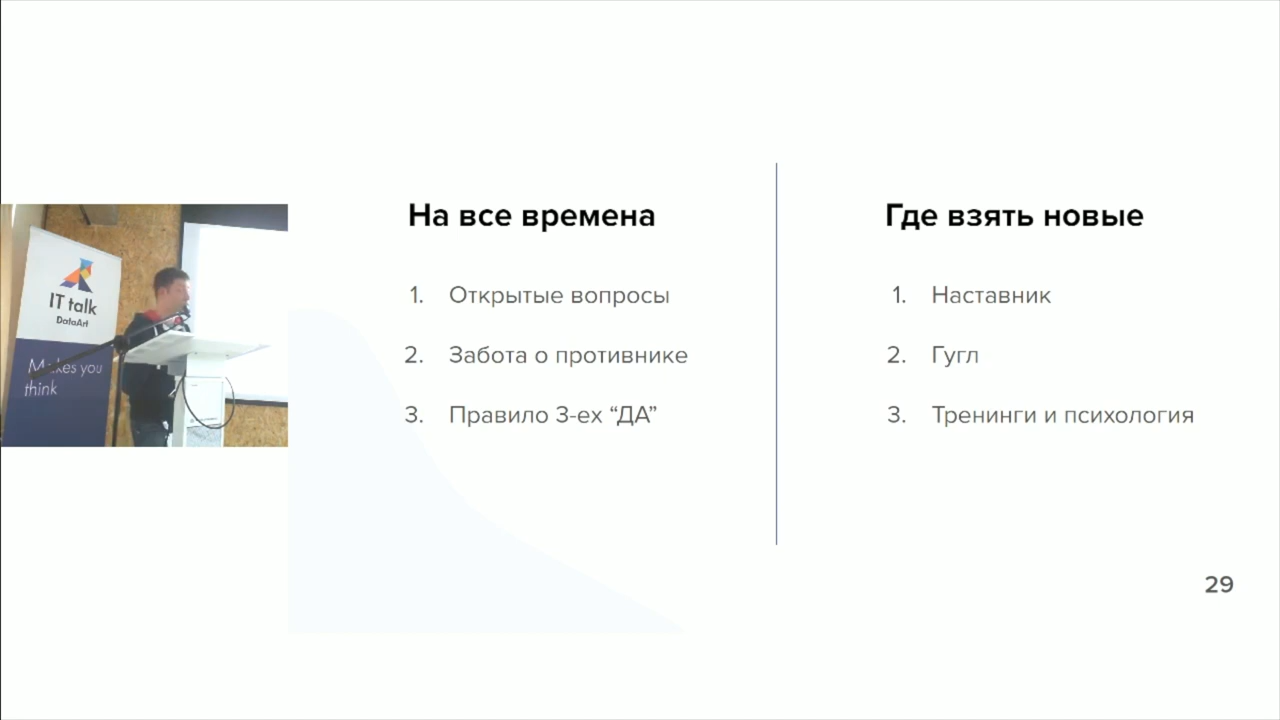 IT talk
DataArt
Makes you
think
На все времена
1. Открытые вопросы
2. Забота о противнике
3. Правило 3-ех “ДА”
Где взять новые
1. Наставник
2. Гугл
3. Тренинги и психология
29